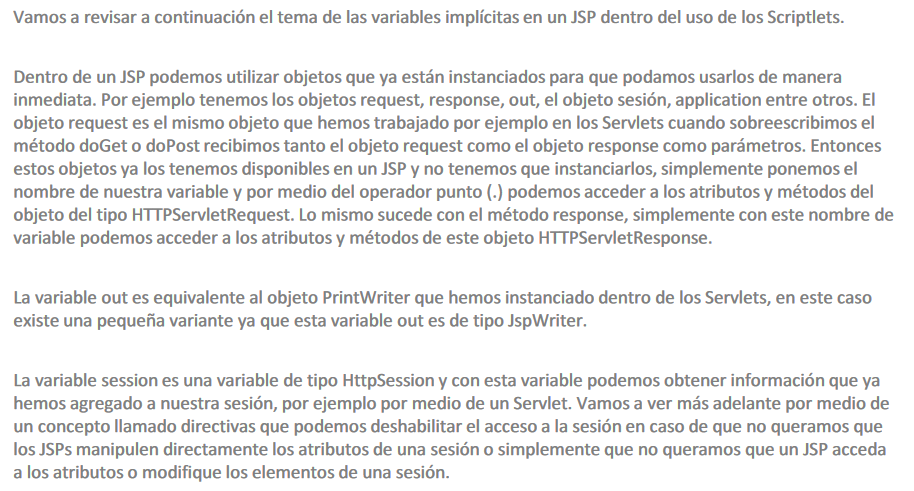 Vamos a revisar a continuación el tema de las variables implícitas en un JSP dentro del uso de los Scriptlets.
Dentro de un JSP podemos utilizar objetos que ya están instanciados para que podamos usarlos de manera
inmediata. Por ejemplo tenemos los objetos request, response, out, el objeto sesión, application entre otros. El
objeto request es el mismo objeto que hemos trabajado por ejemplo en los Servlets cuando sobreescribimos el
método doGet o doPost recibimos tanto el objeto request como el objeto response como parámetros. Entonces
estos objetos ya los tenemos disponibles en un JSP y no tenemos que instanciarlos, simplemente ponemos el
nombre de nuestra variable y por medio del operador punto (.) podemos acceder a los atributos y métodos del
objeto del tipo HTTPServletRequest. Lo mismo sucede con el método response, simplemente con este nombre de
variable podemos acceder a los atributos y métodos de este objeto HTTPServletResponse.
La variable out es equivalente al objeto PrintWriter que hemos instanciado dentro de los Servlets, en este caso
existe una pequeña variante ya que esta variable out es de tipo JspWriter.
La variable session es una variable de tipo HttpSession y con esta variable podemos obtener información que ya
hemos agregado a nuestra sesión, por ejemplo por medio de un Servlet. Vamos a ver más adelante por medio de
un concepto llamado directivas que podemos deshabilitar el acceso a la sesión en caso de que no queramos que
los JSPs manipulen directamente los atributos de una sesión o simplemente que no queramos que un JSP acceda
a los atributos o modifique los elementos de una sesión.